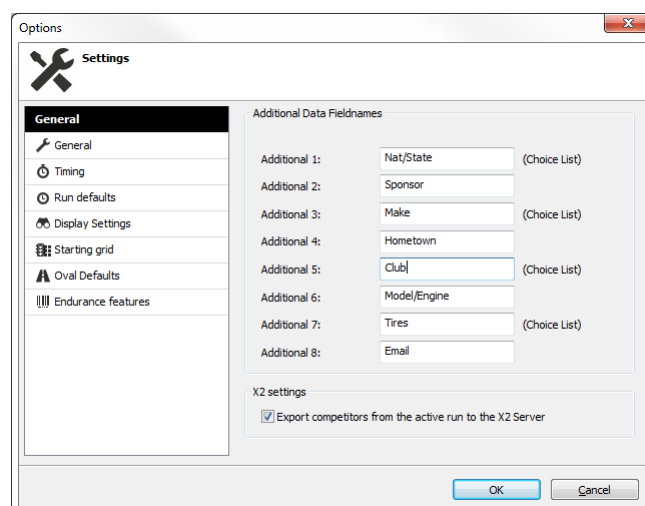 Options
Settings
General
General
Timing
Run defaults
Display Settings
Starting grid
Oval Defaults
Endurance features
Additional Data Fieldnames
Additional 1: Nat/State (Choice List)
Additional 2: Sponsor
Additional 3: Make (Choice List)
Additional 4: Hometown
Additional 5: Club (Choice List)
Additional 6: Model/Engine
Additional 7: Tires (Choice List)
Additional 8: Email
X2 settings
Export competitors from the active run to the X2 Server
OK Cancel